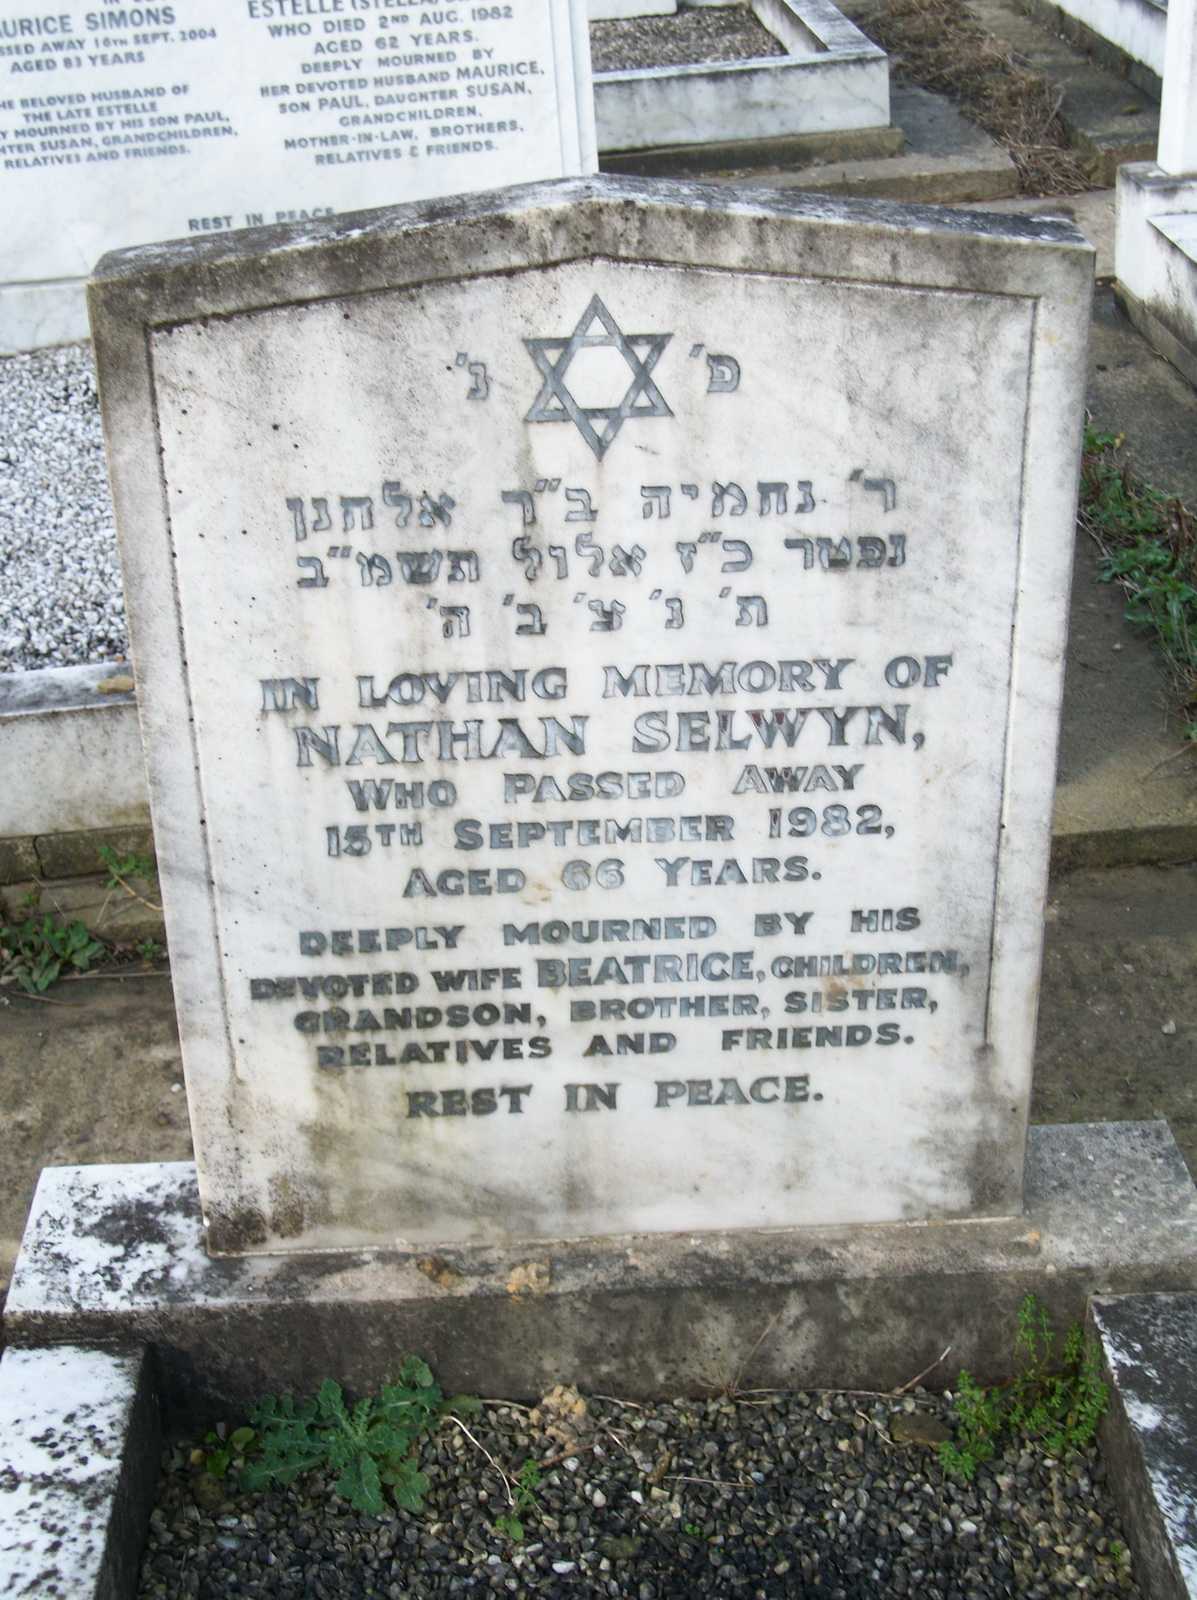 URICE SIMONS
SSED AWAY 16TH SEPT. 2004
AGED 83 YEARS
HE BELOVED HUSBAND OF
THE LATE ESTELLE
Y MOURNED BY HIS SON PAUL,
HTER SUSAN, GRANDCHILDREN,
RELATIVES AND FRIENDS.
ESTELLE (STELLA)
WHO DIED 2ND AUG. 1982
AGED 62 YEARS.
DEEPLY MOURNED BY
HER DEVOTED HUSBAND MAURICE,
SON PAUL, DAUGHTER SUSAN,
GRANDCHILDREN,
MOTHER-IN-LAW, BROTHERS,
RELATIVES & FRIENDS.
REST IN PEACE
פ׳ נ׳
ר׳ נחמיה ב״ר אלחנן
נפטר כ״ז אלול תשמ״ב
ת׳ נ׳ צ׳ ב׳ ה׳
IN LOVING MEMORY OF
NATHAN SELWYN,
WHO PASSED AWAY
15TH SEPTEMBER 1982,
AGED 66 YEARS.
DEEPLY MOURNED BY HIS
DEVOTED WIFE BEATRICE, CHILDREN,
GRANDSON, BROTHER, SISTER,
RELATIVES AND FRIENDS.
REST IN PEACE.